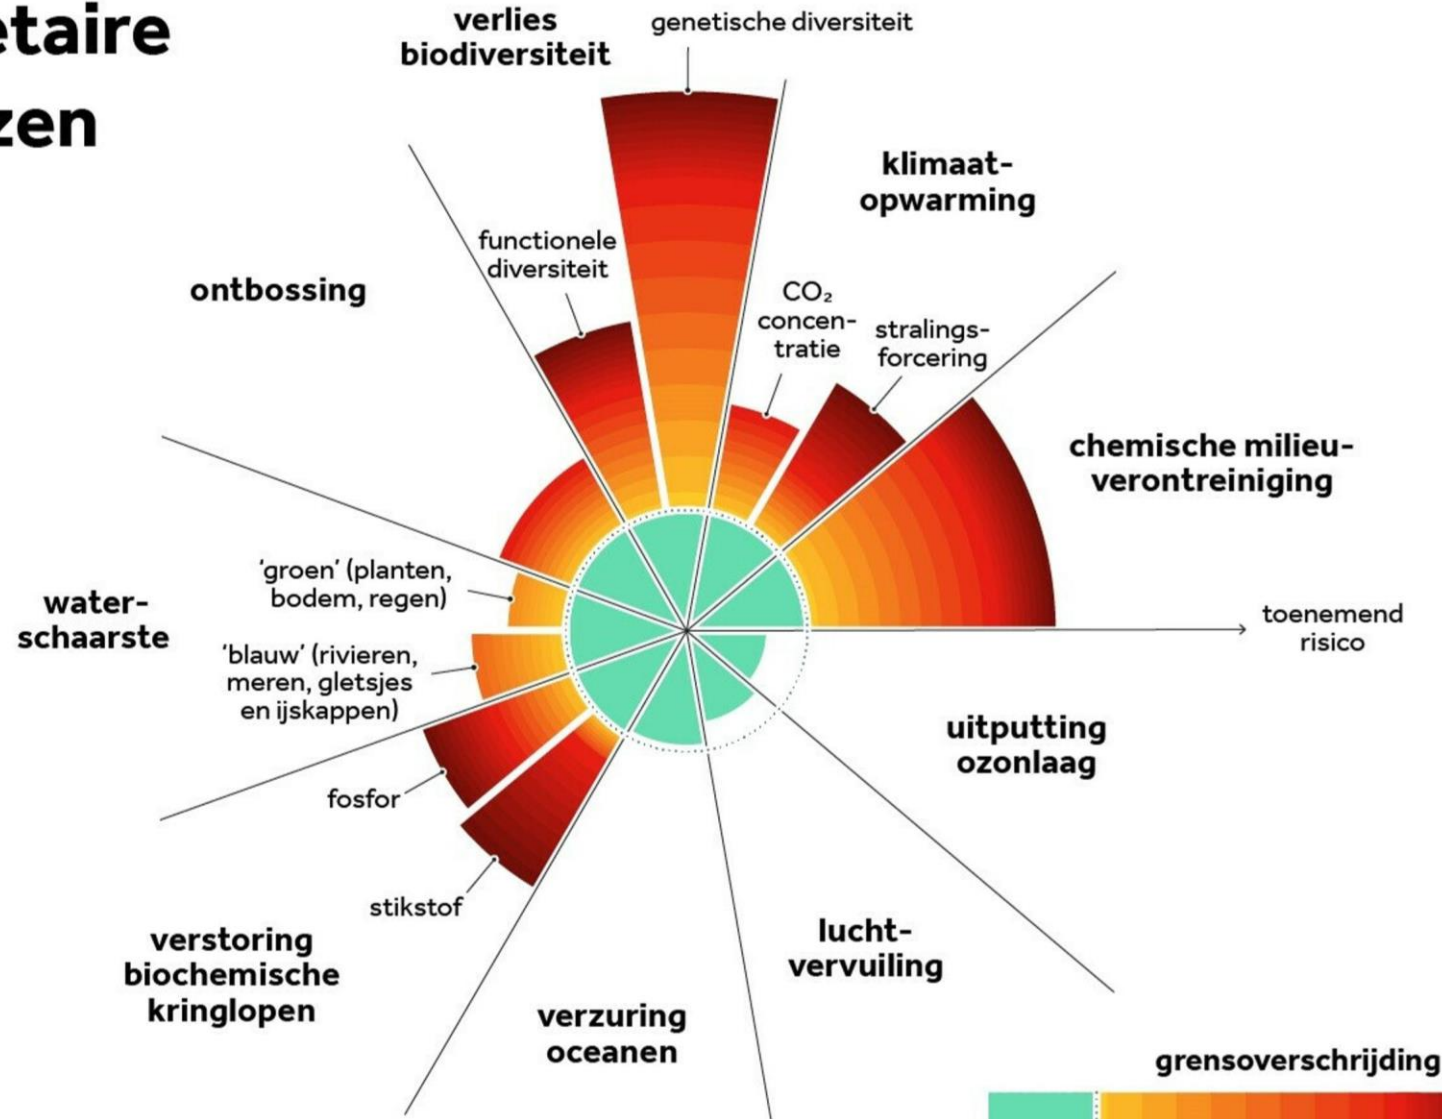 etaire
zen
verlies
biodiversiteit
genetische diversiteit
klimaat-
opwarming
functionele
diversiteit
ontbossing
CO₂
concen-
tratie
stralings-
forcering
chemische milieu-
verontreiniging
'groen' (planten,
bodem, regen)
water-
schaarste
'blauw' (rivieren,
meren, gletsjes
en ijskappen)
toenemend
risico
uitputting
ozonlaag
fosfor
stikstof
verstoring
biochemische
kringlopen
lucht-
vervuiling
verzuring
oceanen
grensoverschrijding